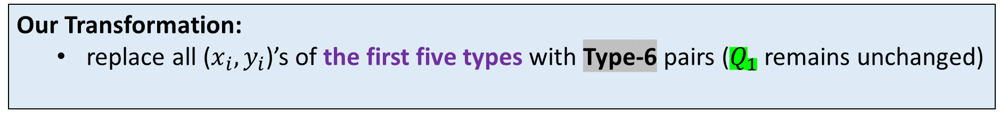 Our Transformation:
• replace all (x_i, y_i)'s of the first five types with Type-6 pairs (Q_1 remains unchanged)